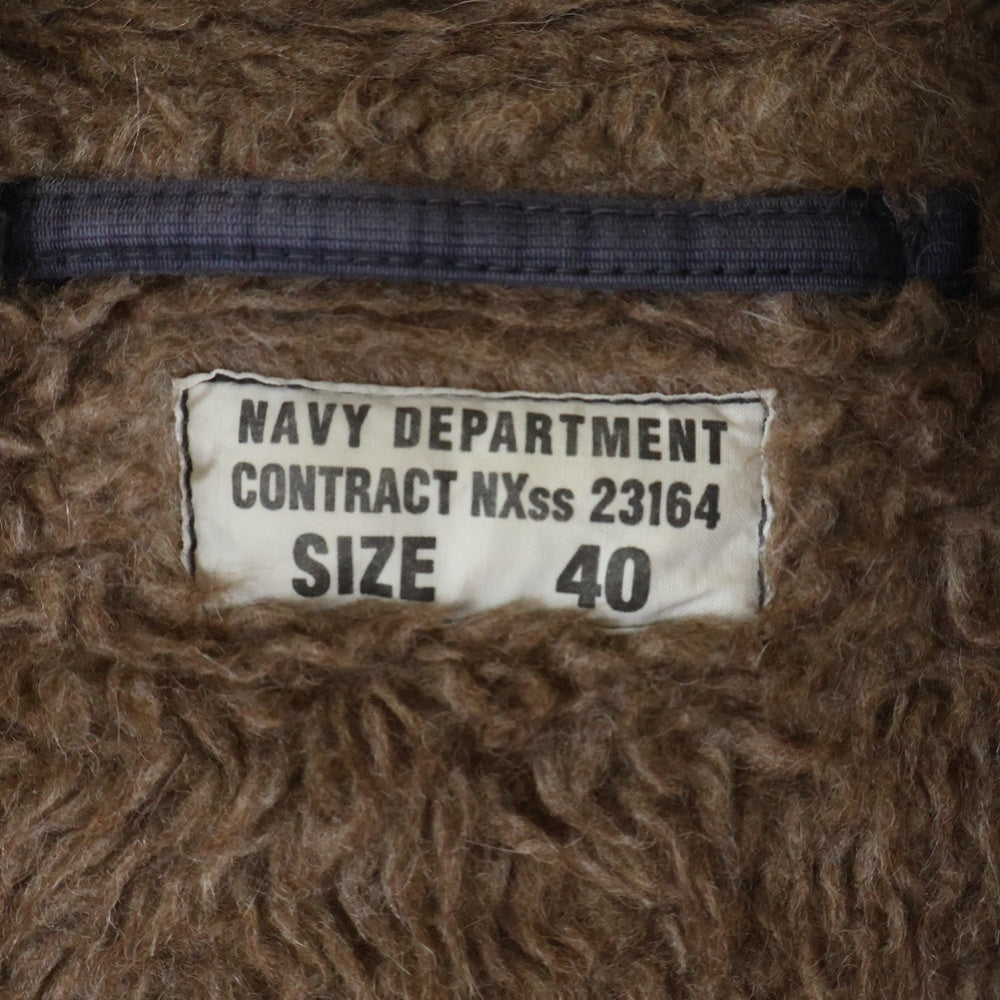 NAVY DEPARTMENT
CONTRACT NXss 23164
SIZE 40